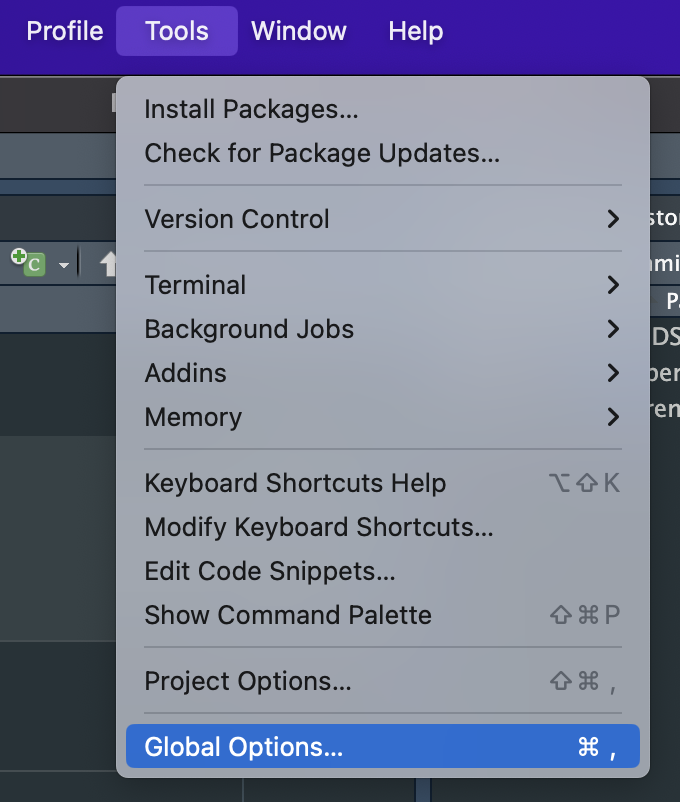 Profile Tools Window Help
Install Packages...
Check for Package Updates...
Version Control
Terminal
Background Jobs
Addins
Memory
Keyboard Shortcuts Help ⌥⇧K
Modify Keyboard Shortcuts...
Edit Code Snippets...
Show Command Palette ⇧⌘P
Project Options... ⇧⌘,
Global Options... ⌘,
C